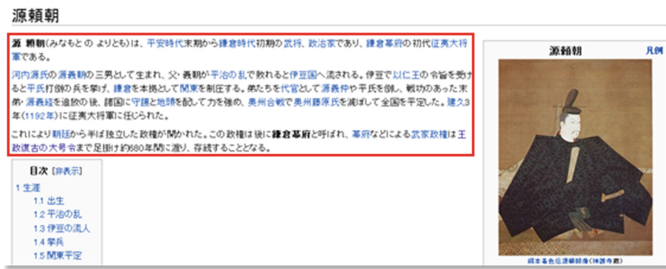 源頼朝
源 頼朝(みなもと の よりとも)は、平安時代末期から鎌倉時代初期の武将、政治家であり、鎌倉幕府の初代征夷大将
軍である。
河内源氏の源義朝の三男として生まれ、父・義朝が平治の乱で敗れると伊豆国へ流される。伊豆で以仁王の令旨を受け
ると平氏打倒の兵を挙げ、鎌倉を本拠として関東を制圧する。弟たちを代官として源義仲や平氏を倒し、戦功のあった末
弟・源義経を追放の後、諸国に守護と地頭を配して力を強め、奥州合戦で奥州藤原氏を滅ぼして全国を平定した。建久3
年(1192年)に征夷大将軍に任じられた。
これにより朝廷から半ば独立した政権が開かれた。この政権は後に鎌倉幕府と呼ばれ、幕府などによる武家政権は王
政復古の大号令まで足掛け約680年間に渡り、存続することとなる。
目次 [非表示]
1 生涯
1.1 出生
1.2 平治の乱
1.3 伊豆の流人
1.4 挙兵
1.5 関東平定
源頼朝
凡例
絹本着色伝源頼朝像(神護寺蔵)